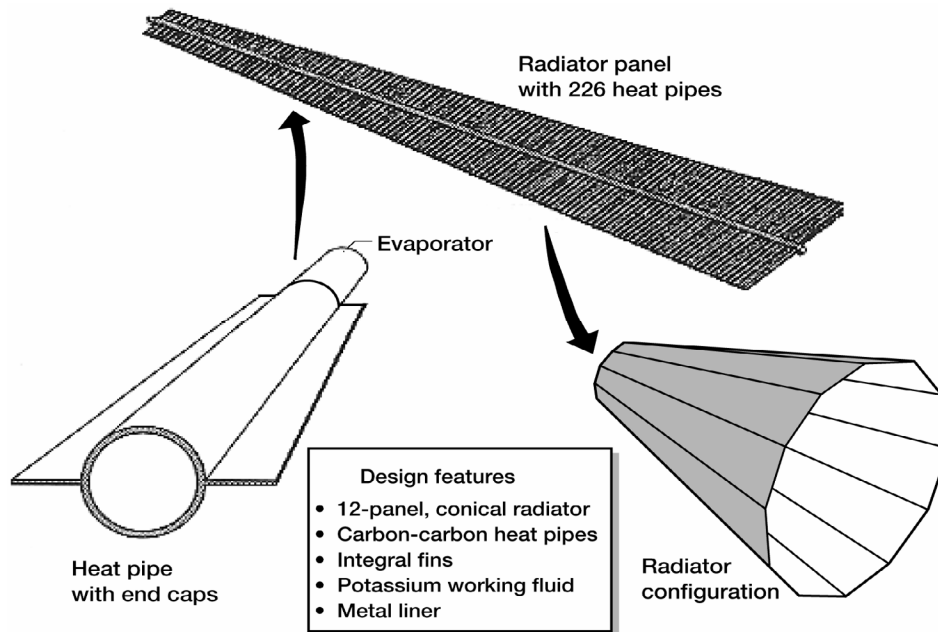 Radiator panel
with 226 heat pipes
Evaporator
Heat pipe
with end caps
Design features
• 12-panel, conical radiator
• Carbon-carbon heat pipes
• Integral fins
• Potassium working fluid
• Metal liner
Radiator
configuration